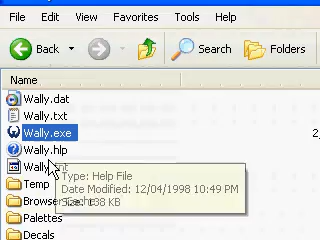 File Edit View Favorites Tools Help
Back Search Folders
Name
Wally.dat
Wally.txt
Wally.exe
2,
Wally.hlp
Type: Help File
Temp
Date Modified: 12/04/1998 10:49 PM
Palettes
Decals